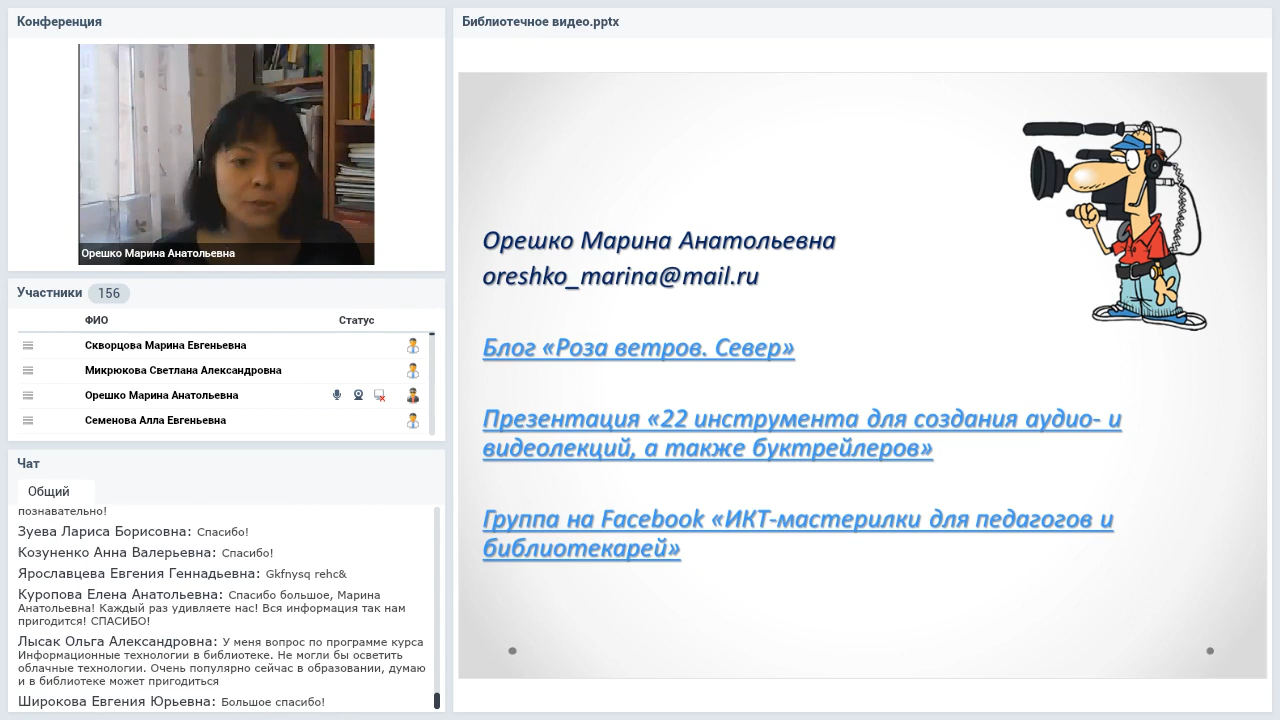 Конференция
Орешко Марина Анатольевна
Участники 156
ФИО Статус
Скворцова Марина Евгеньевна
Микрюкова Светлана Александровна
Орешко Марина Анатольевна
Семенова Алла Евгеньевна
Чат
Общий
познавательно!
Зуева Лариса Борисовна: Спасибо!
Козуненко Анна Валерьевна: Спасибо!
Ярославцева Евгения Геннадьевна: Gkfnysq rehc&
Куропова Елена Анатольевна: Спасибо большое, Марина
Анатольевна! Каждый раз удивляете нас! Вся информация так нам
пригодится! СПАСИБО!
Лысак Ольга Александровна: У меня вопрос по программе курса
Информационные технологии в библиотеке. Не могли бы осветить
облачные технологии. Очень популярно сейчас в образовании, думаю
и в библиотеке может пригодиться
Широкова Евгения Юрьевна: Большое спасибо!
Библиотечное видео.pptx
Орешко Марина Анатольевна
oreshko_marina@mail.ru
Блог «Роза ветров. Север»
Презентация «22 инструмента для создания аудио- и
видеолекций, а также буктрейлеров»
Группа на Facebook «ИКТ-мастерилки для педагогов и
библиотекарей»